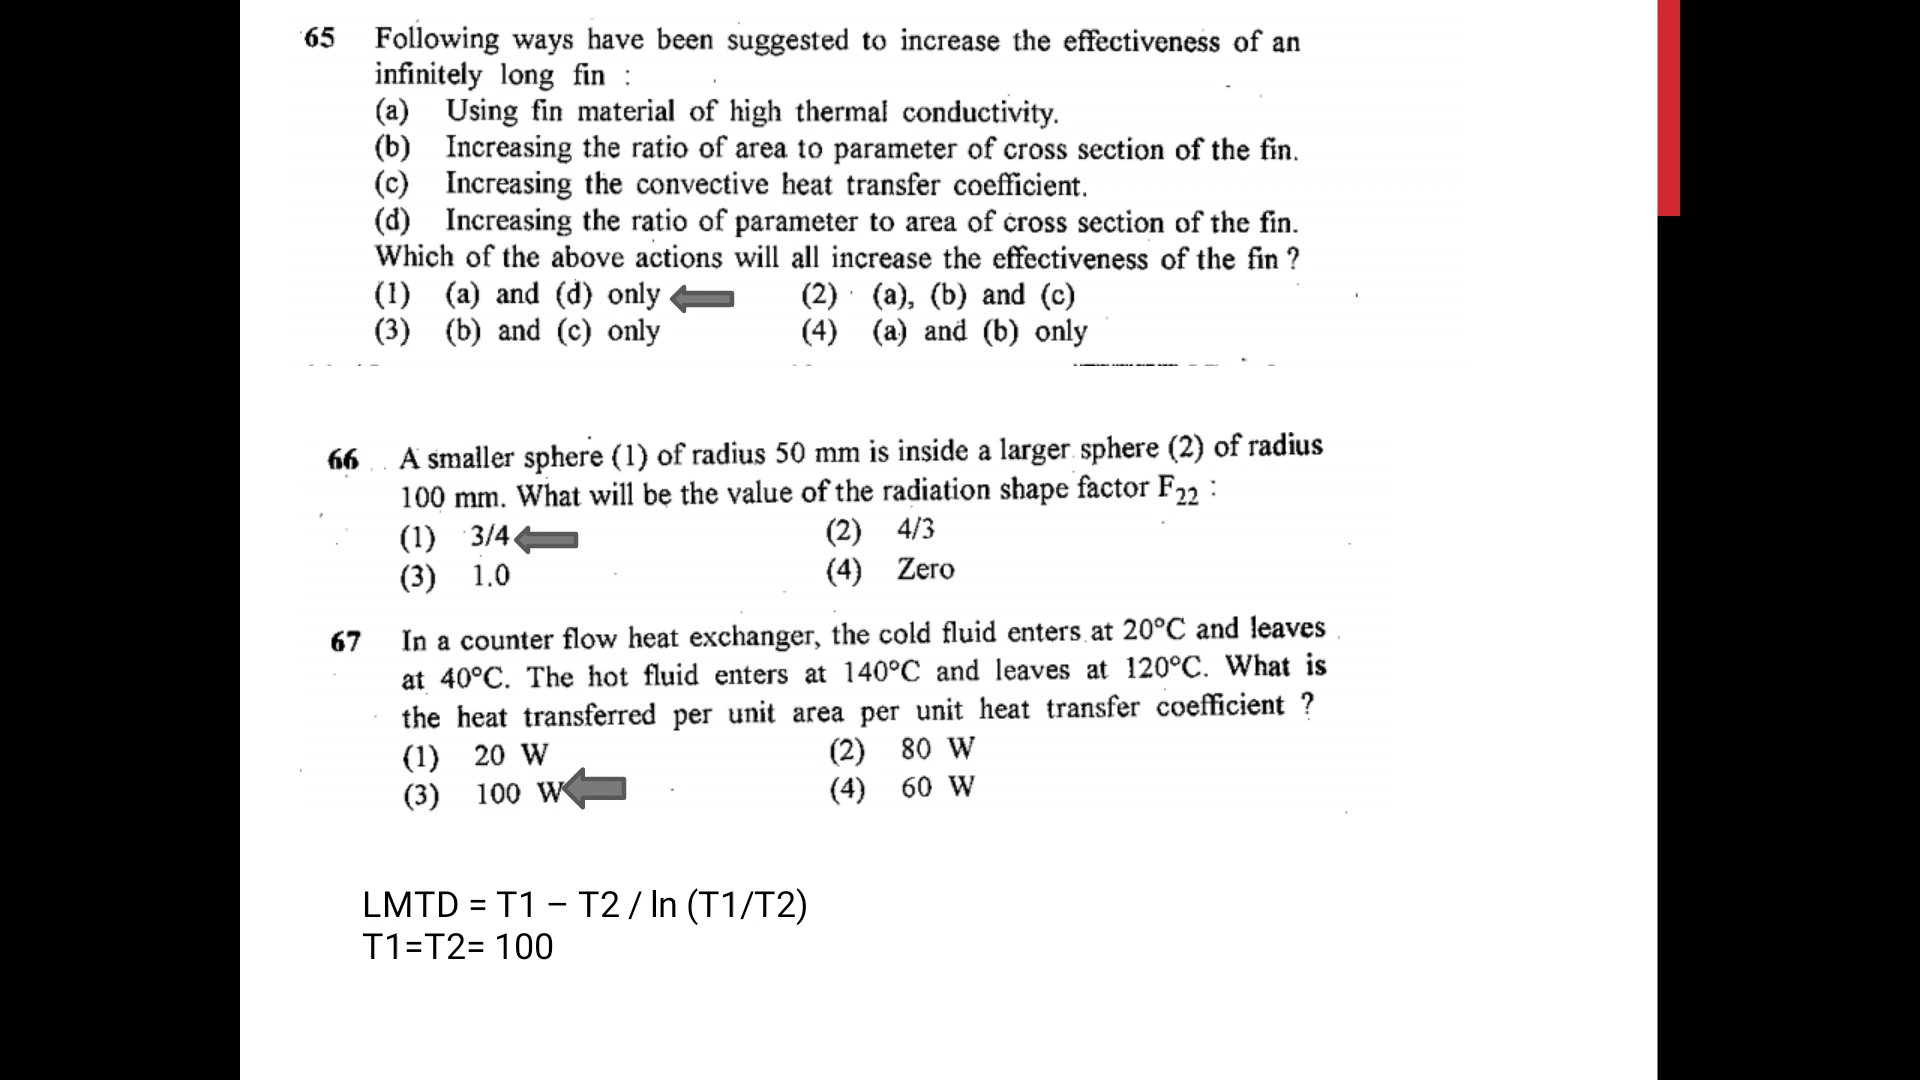 65 Following ways have been suggested to increase the effectiveness of an
infinitely long fin :
(a) Using fin material of high thermal conductivity.
(b) Increasing the ratio of area to parameter of cross section of the fin.
(c) Increasing the convective heat transfer coefficient.
(d) Increasing the ratio of parameter to area of cross section of the fin.
Which of the above actions will all increase the effectiveness of the fin ?
(1) (a) and (d) only (2) (a), (b) and (c)
(3) (b) and (c) only (4) (a) and (b) only
66 A smaller sphere (1) of radius 50 mm is inside a larger sphere (2) of radius
100 mm. What will be the value of the radiation shape factor F22 :
(1) 3/4 (2) 4/3
(3) 1.0 (4) Zero
67 In a counter flow heat exchanger, the cold fluid enters at 20°C and leaves
at 40°C. The hot fluid enters at 140°C and leaves at 120°C. What is
the heat transferred per unit area per unit heat transfer coefficient ?
(1) 20 W (2) 80 W
(3) 100 W (4) 60 W
LMTD = T1 – T2 / ln (T1/T2)
T1=T2= 100